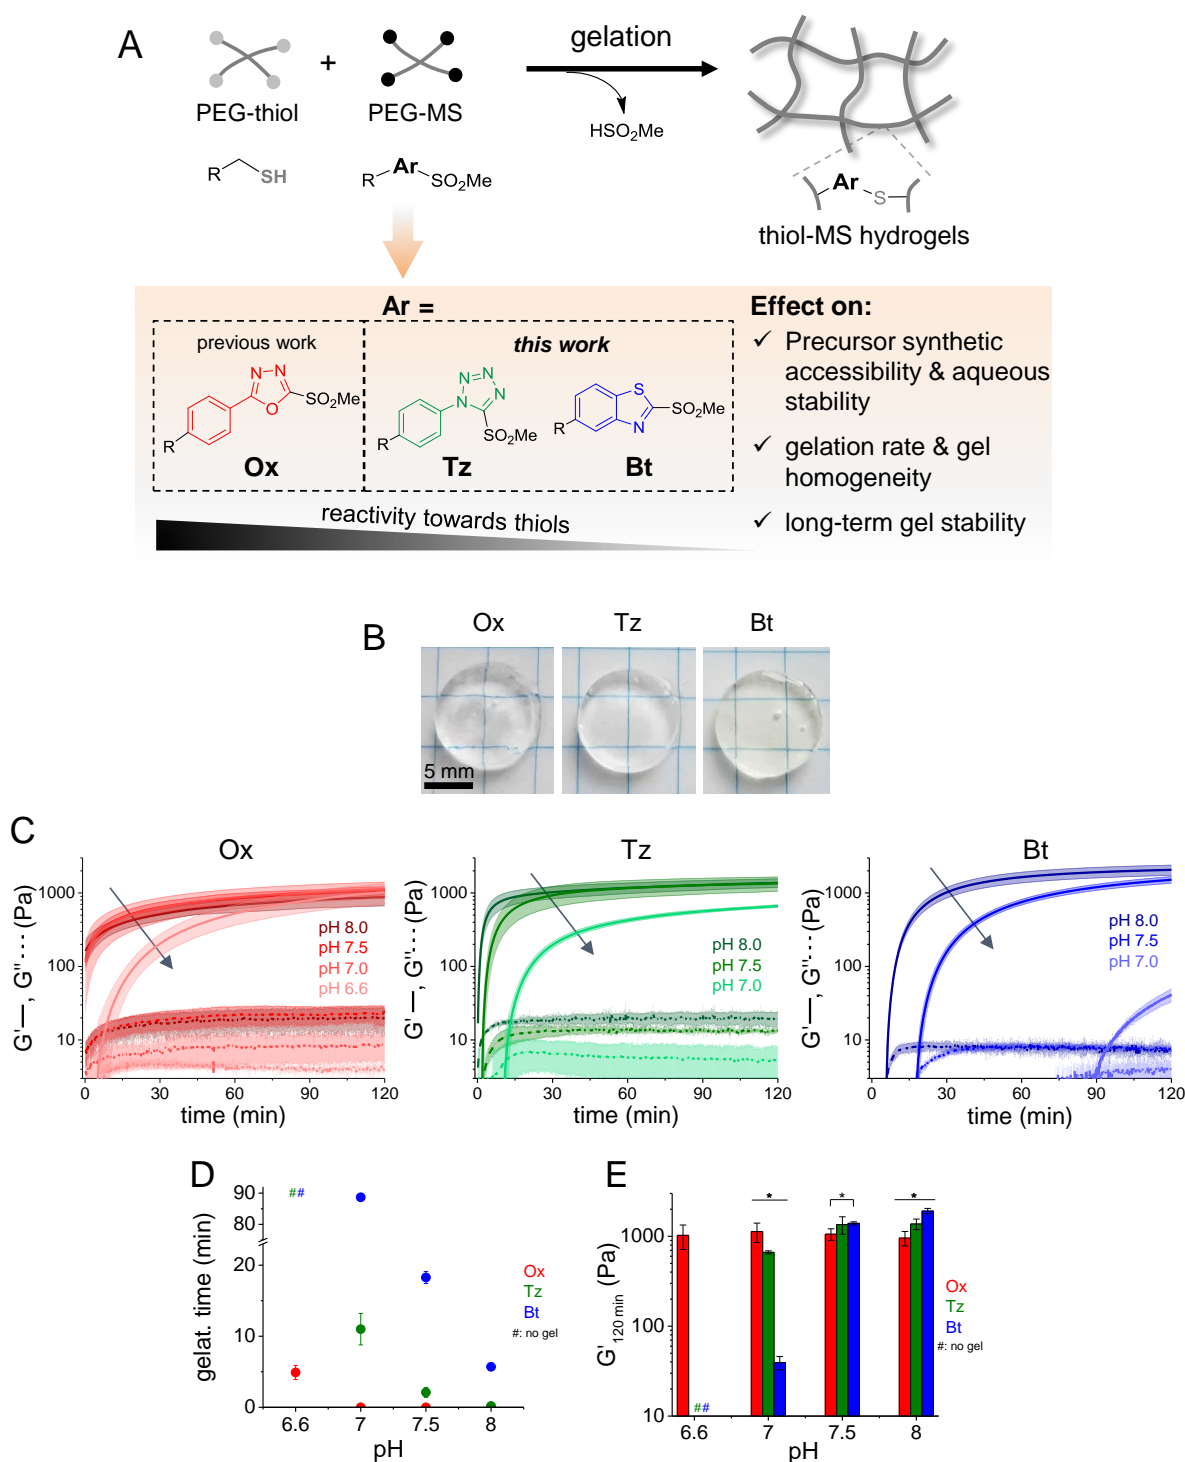 A
gelation
+
PEG-thiol
PEG-MS
HSO2Me
R
SH
R
Ar
SO2Me
Ar
S
thiol-MS hydrogels
Ar =
Effect on:
previous work
this work
✓ Precursor synthetic
accessibility & aqueous
stability
✓ gelation rate & gel
homogeneity
✓ long-term gel stability
N N
O
SO2Me
R
Ox
N N
N N
SO2Me
R
Tz
S
N
SO2Me
R
Bt
reactivity towards thiols
B
Ox
Tz
Bt
5 mm
C
Ox
G'—, G''---- (Pa)
1000
100
10
pH 8.0
pH 7.5
pH 7.0
pH 6.6
0 30 60 90 120
time (min)
Tz
G'—, G''---- (Pa)
1000
100
10
pH 8.0
pH 7.5
pH 7.0
0 30 60 90 120
time (min)
Bt
G'—, G''---- (Pa)
1000
100
10
pH 8.0
pH 7.5
pH 7.0
0 30 60 90 120
time (min)
D
gelat. time (min)
90
80
20
10
0
##
Ox
Tz
Bt
#: no gel
6.6 7 7.5 8
pH
E
G'120 min (Pa)
1000
100
10
* * *
##
Ox
Tz
Bt
#: no gel
6.6 7 7.5 8
pH